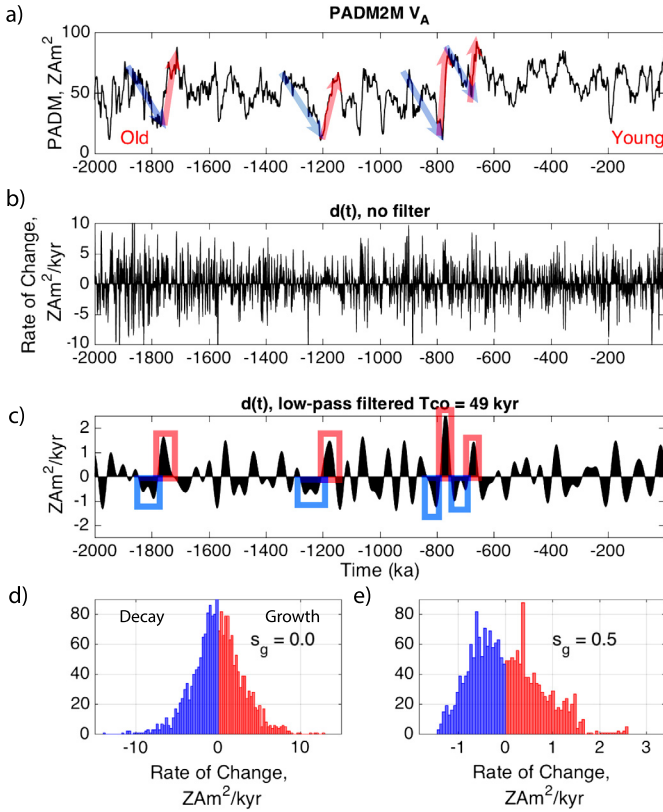 a)
PADM2M V_A
PADM, ZAm²
100
50
0
Old
Young
-2000 -1800 -1600 -1400 -1200 -1000 -800 -600 -400 -200
b)
d(t), no filter
Rate of Change,
ZAm²/kyr
10
5
0
-5
-10
-2000 -1800 -1600 -1400 -1200 -1000 -800 -600 -400 -200
c)
d(t), low-pass filtered Tco = 49 kyr
ZAm²/kyr
2
1
0
-1
-2
-2000 -1800 -1600 -1400 -1200 -1000 -800 -600 -400 -200
Time (ka)
d)
Decay
Growth
s_g = 0.0
80
60
40
20
0
-10 0 10
Rate of Change,
ZAm²/kyr
e)
s_g = 0.5
80
60
40
20
0
-1 0 1 2 3
Rate of Change,
ZAm²/kyr